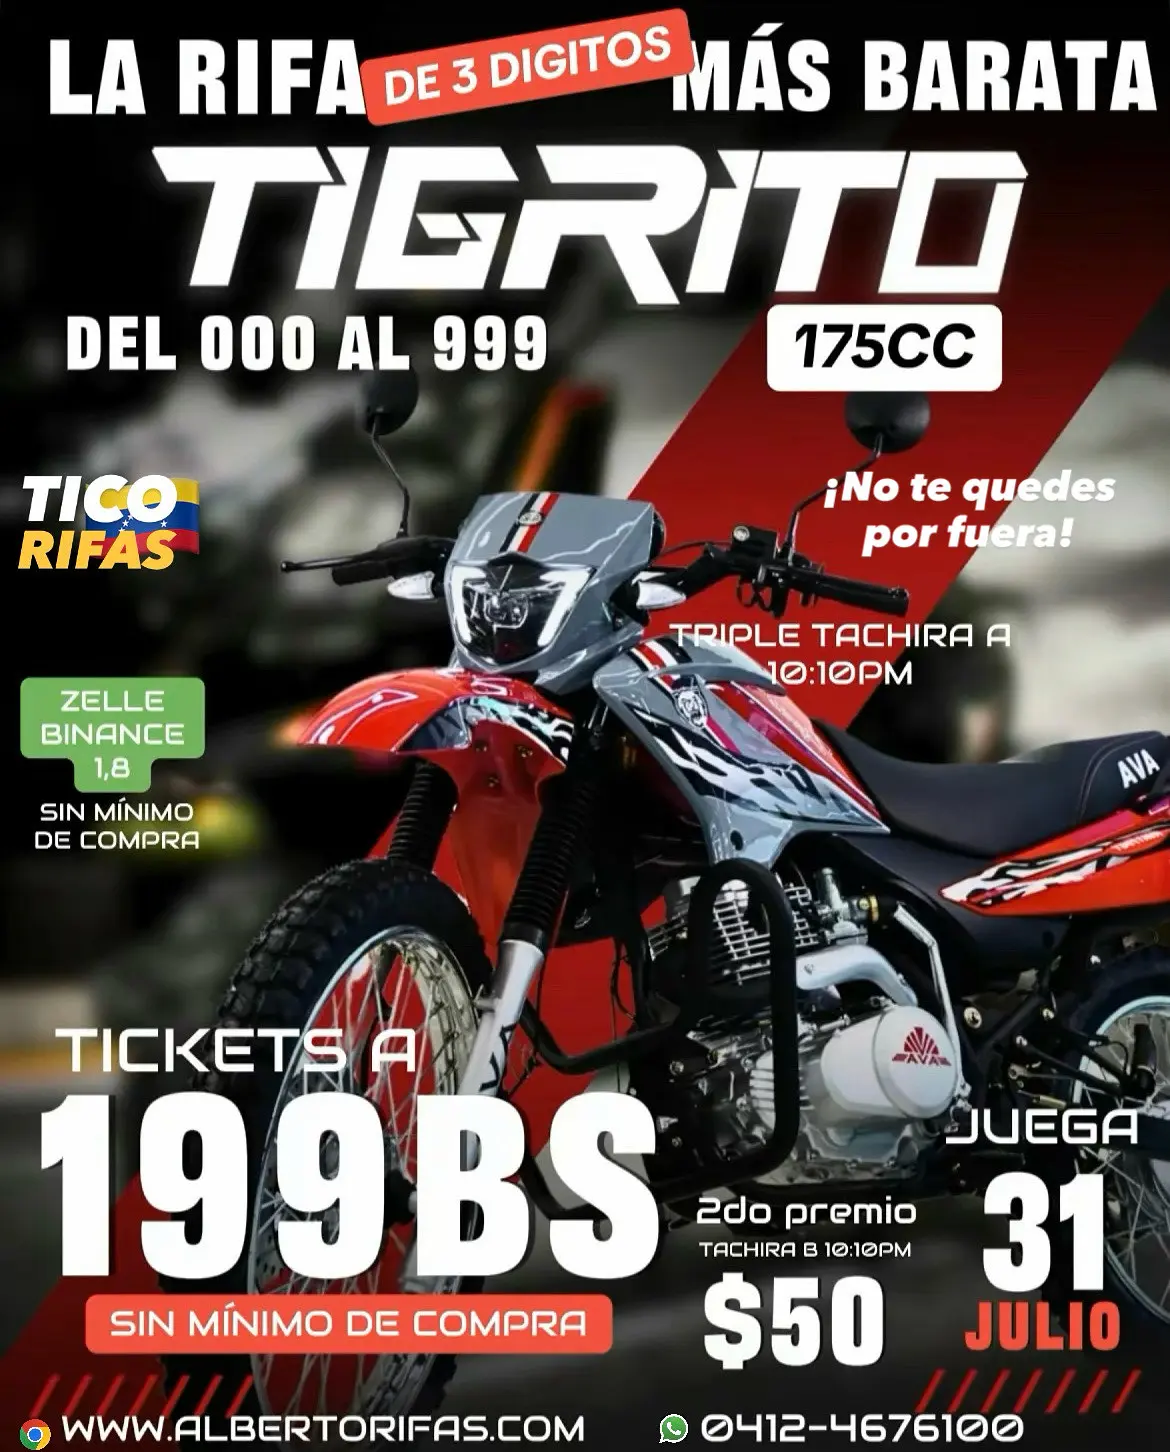 LA RIFA DE 3 DIGITOS MÁS BARATA
TIGRITO
DEL 000 AL 999
175CC
TICO
RIFAS
¡No te quedes
por fuera!
TRIPLE TACHIRA A
10:10PM
ZELLE
BINANCE
1,8
SIN MÍNIMO
DE COMPRA
AVA
AVA
TICKETS A
199BS
SIN MÍNIMO DE COMPRA
2do premio
TACHIRA B 10:10PM
$50
JUEGA
31
JULIO
WWW.ALBERTORIFAS.COM
0412-4676100